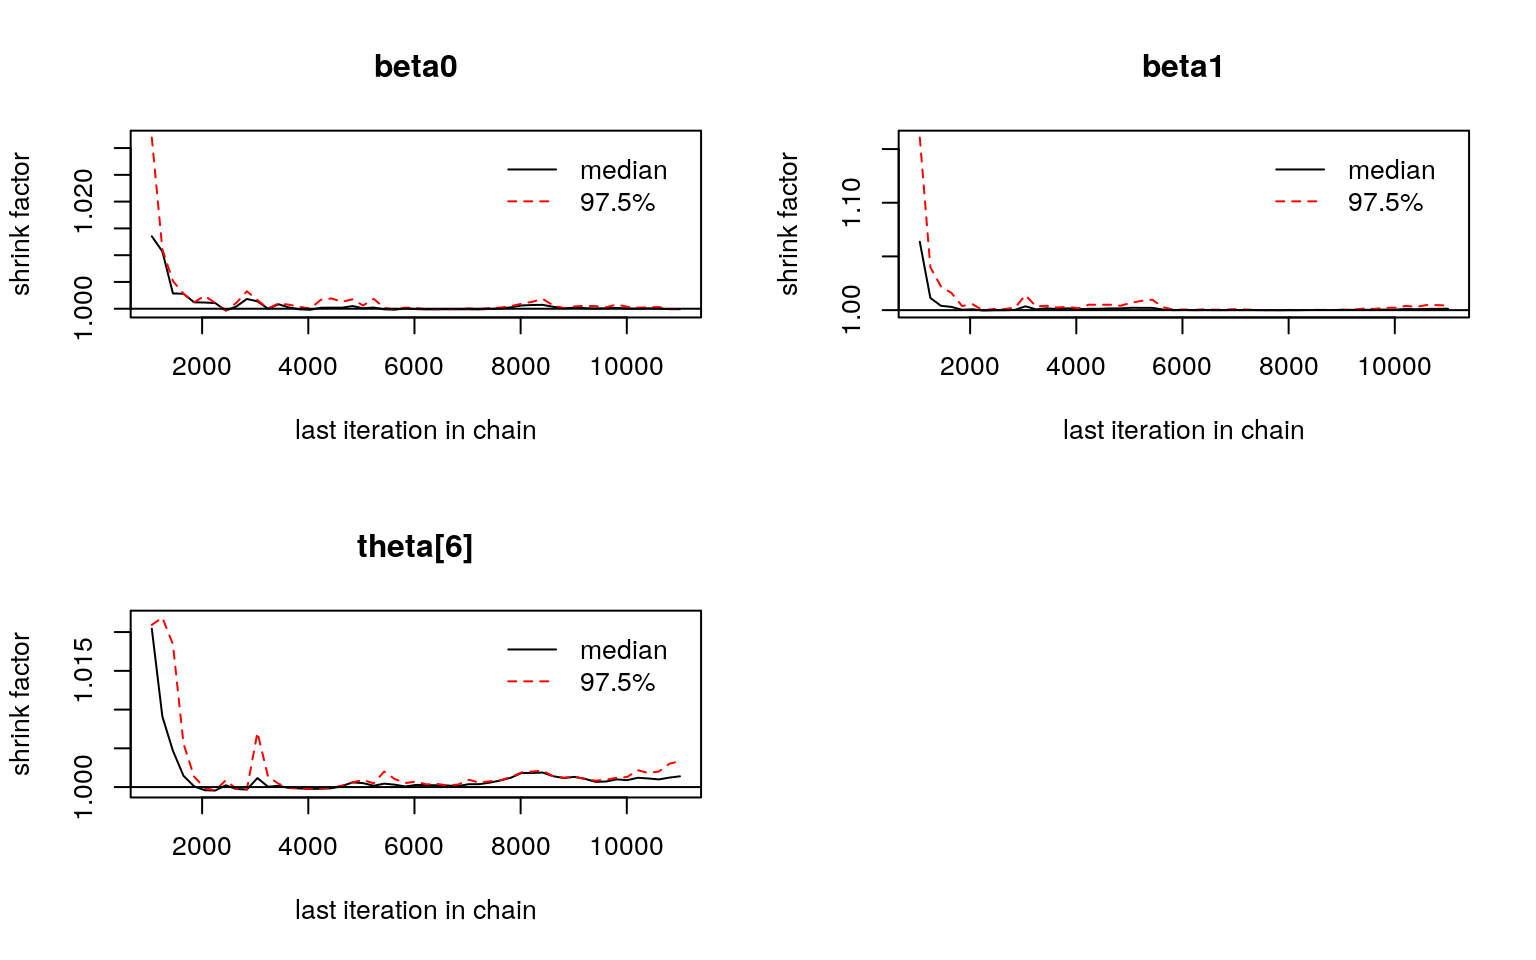 beta0
shrink factor
1.000
1.020
median
97.5%
2000 4000 6000 8000 10000
last iteration in chain
beta1
shrink factor
1.00
1.10
median
97.5%
2000 4000 6000 8000 10000
last iteration in chain
theta[6]
shrink factor
1.000
1.015
median
97.5%
2000 4000 6000 8000 10000
last iteration in chain